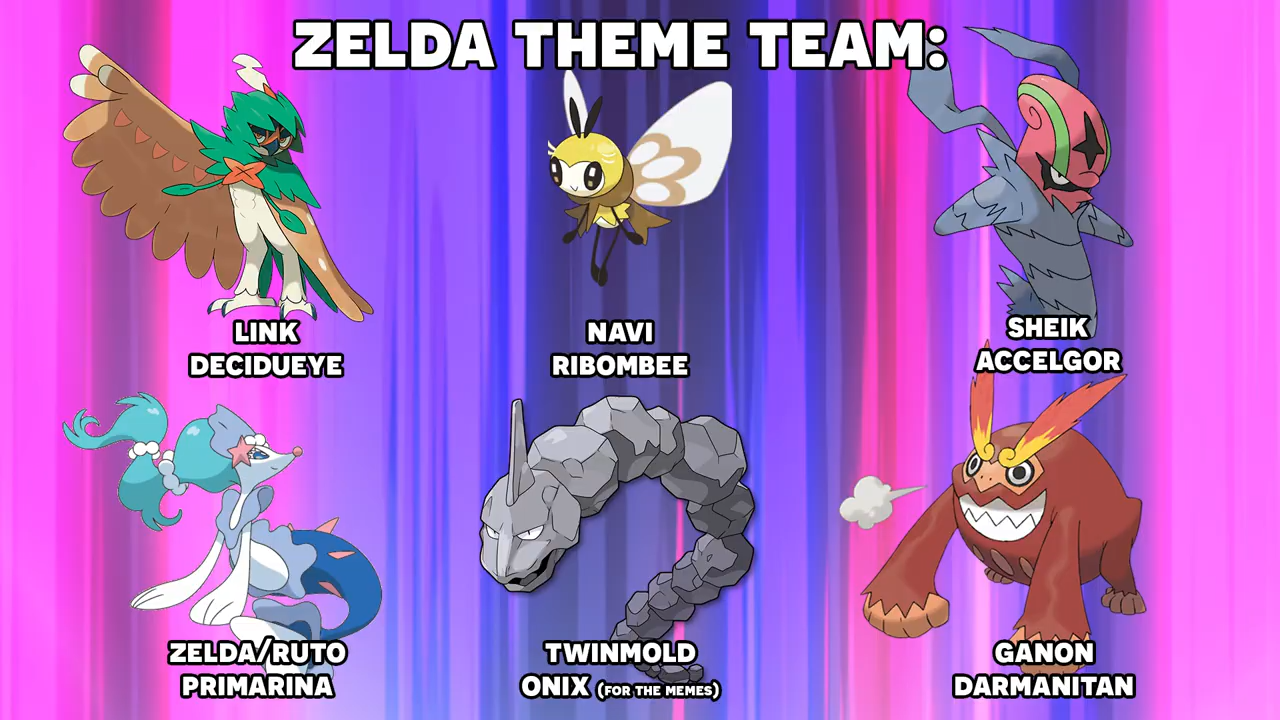 ZELDA THEME TEAM:
LINK
DECIDUEYE
NAVI
RIBOMBEE
SHEIK
ACCELGOR
ZELDA/RUTO
PRIMARINA
TWINMOLD
ONIX (FOR THE MEMES)
GANON
DARMANITAN